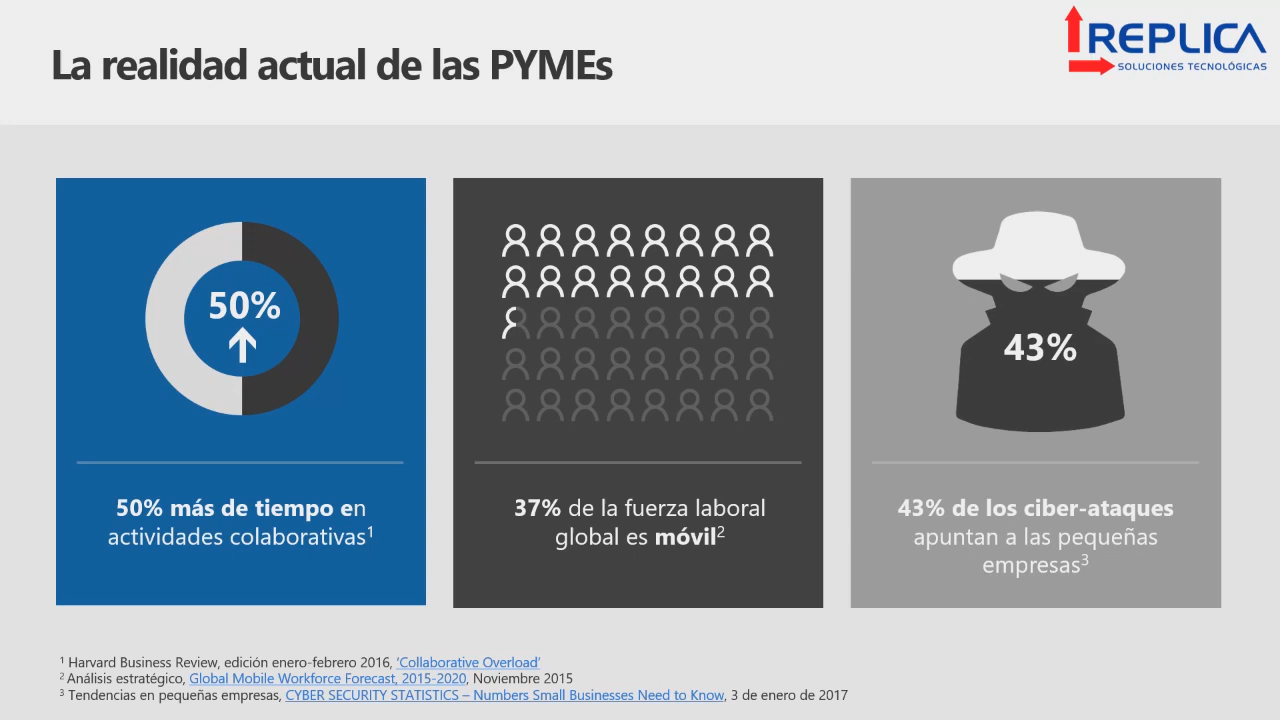 La realidad actual de las PYMEs
REPLICA
SOLUCIONES TECNOLÓGICAS
50%
43%
50% más de tiempo en
actividades colaborativas¹
37% de la fuerza laboral
global es móvil²
43% de los ciber-ataques
apuntan a las pequeñas
empresas³
¹ Harvard Business Review, edición enero-febrero 2016, ‘Collaborative Overload’
² Análisis estratégico, Global Mobile Workforce Forecast, 2015-2020, Noviembre 2015
³ Tendencias en pequeñas empresas, CYBER SECURITY STATISTICS – Numbers Small Businesses Need to Know, 3 de enero de 2017